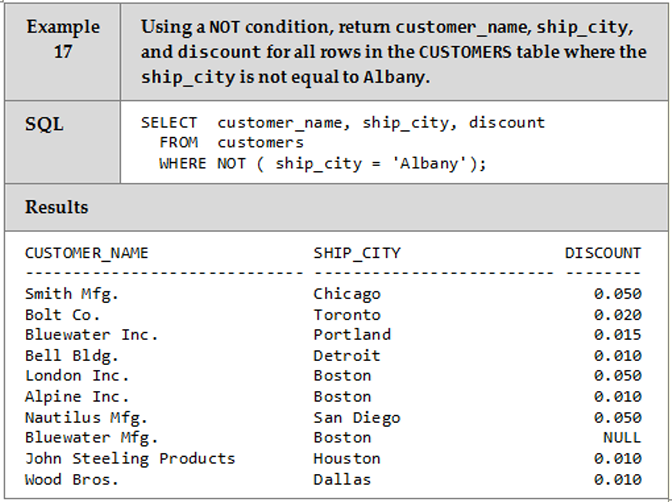 Example 17
Using a NOT condition, return customer_name, ship_city,
and discount for all rows in the CUSTOMERS table where the
ship_city is not equal to Albany.
SQL
SELECT  customer_name, ship_city, discount
  FROM  customers
  WHERE NOT ( ship_city = 'Albany');
Results
CUSTOMER_NAME                 SHIP_CITY                 DISCOUNT
----------------------------- ------------------------- --------
Smith Mfg.                    Chicago                      0.050
Bolt Co.                      Toronto                      0.020
Bluewater Inc.                Portland                     0.015
Bell Bldg.                    Detroit                      0.010
London Inc.                   Boston                       0.050
Alpine Inc.                   Boston                       0.010
Nautilus Mfg.                 San Diego                    0.050
Bluewater Mfg.                Boston                        NULL
John Steeling Products        Houston                      0.010
Wood Bros.                    Dallas                       0.010